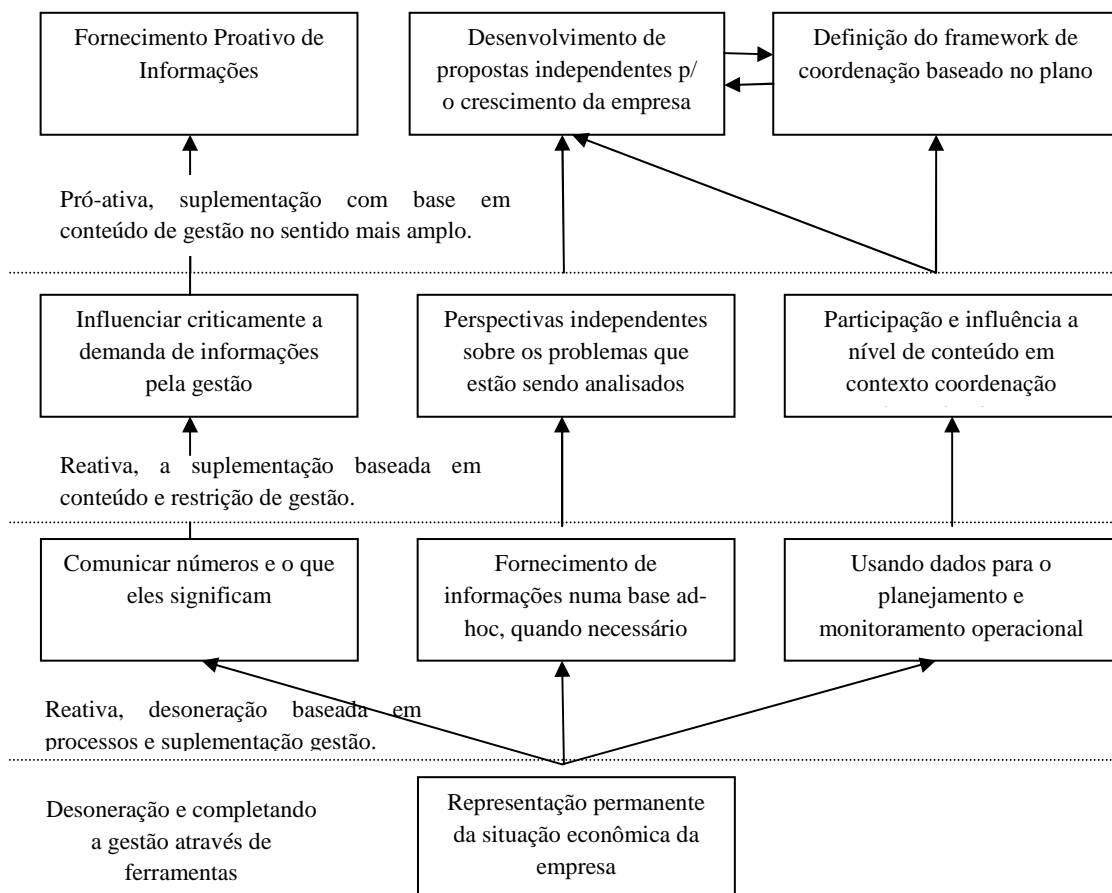 Fornecimento Proativo de
Informações
Desenvolvimento de
propostas independentes p/
o crescimento da empresa
Definição do framework de
coordenação baseado no plano
Pró-ativa, suplementação com base em
conteúdo de gestão no sentido mais amplo.
Influenciar criticamente a
demanda de informações
pela gestão
Perspectivas independentes
sobre os problemas que
estão sendo analisados
Participação e influência a
nível de conteúdo em
contexto coordenação
Reativa, a suplementação baseada em
conteúdo e restrição de gestão.
Comunicar números e o que
eles significam
Fornecimento de
informações numa base ad-
hoc, quando necessário
Usando dados para o
planejamento e
monitoramento operacional
Reativa, desoneração baseada em
processos e suplementação gestão.
Desoneração e completando
a gestão através de
ferramentas
Representação permanente
da situação econômica da
empresa